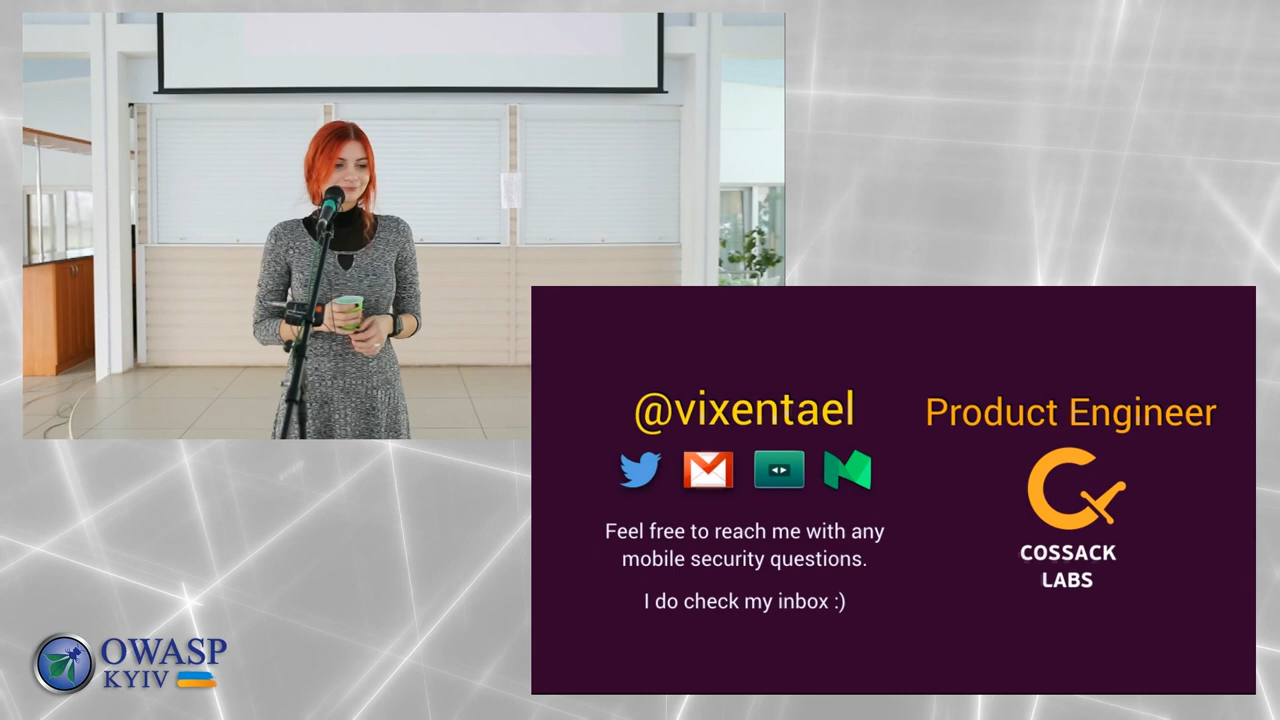 @vixentael
Product Engineer
Feel free to reach me with any
mobile security questions.
I do check my inbox :)
COSSACK
LABS
OWASP
KYIV